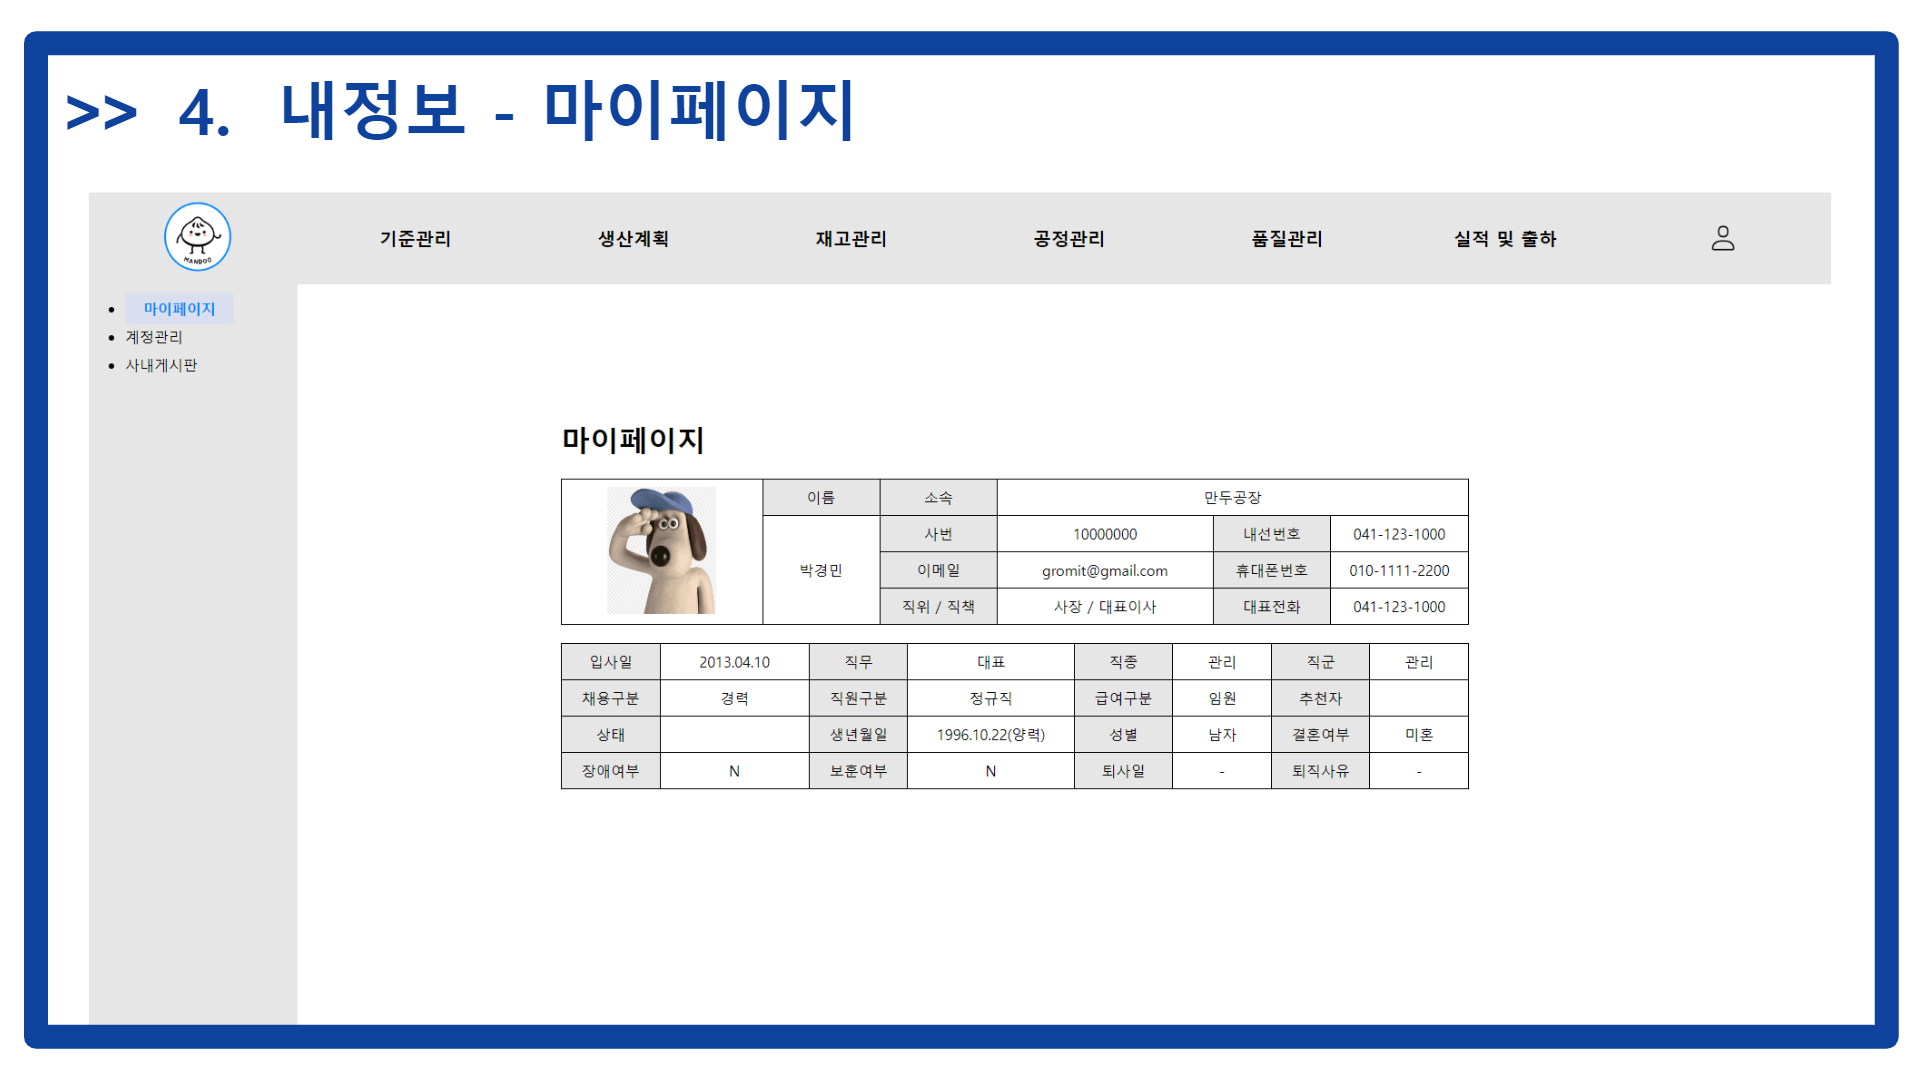 >> 4. 내정보 - 마이페이지
MANDOO
기준관리 생산계획 재고관리 공정관리 품질관리 실적 및 출하
마이페이지
계정관리
사내게시판
마이페이지
이름 소속 만두공장
박경민 사번 10000000 내선번호 041-123-1000
이메일 gromit@gmail.com 휴대폰번호 010-1111-2200
직위 / 직책 사장 / 대표이사 대표전화 041-123-1000
입사일 2013.04.10 직무 대표 직종 관리 직군 관리
채용구분 경력 직원구분 정규직 급여구분 임원 추천자
상태 생년월일 1996.10.22(양력) 성별 남자 결혼여부 미혼
장애여부 N 보훈여부 N 퇴사일 - 퇴직사유 -